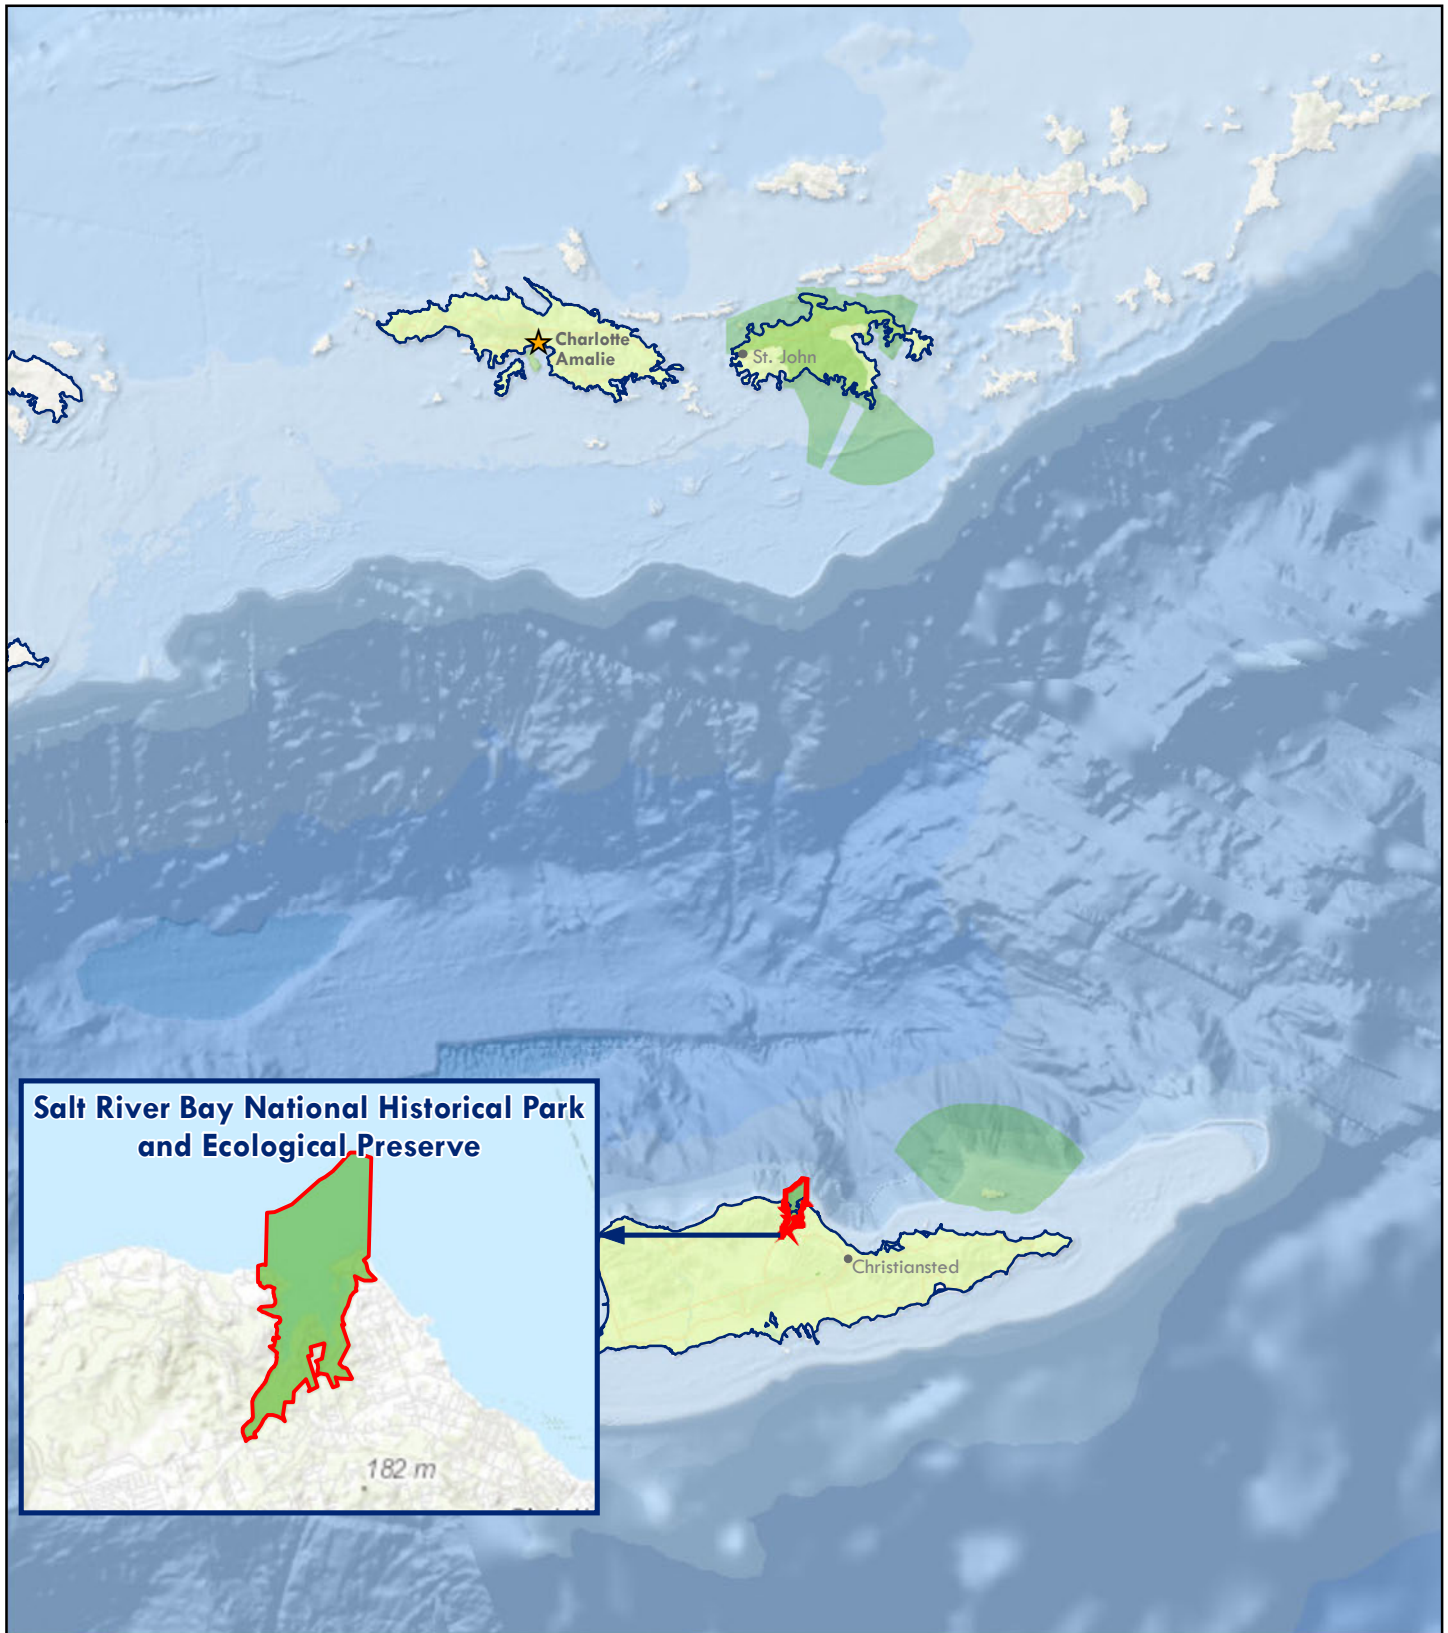 Charlotte
Amalie
St. John
Salt River Bay National Historical Park
and Ecological Preserve
Christiansted
182 m